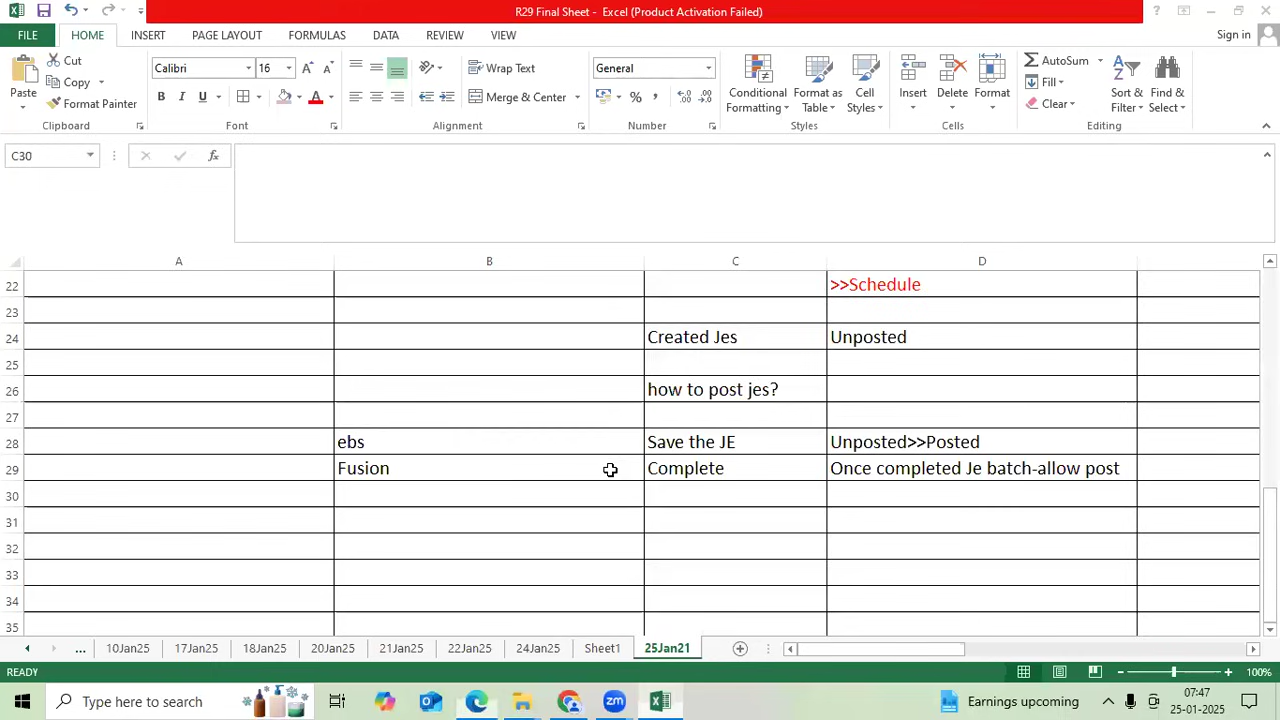 R29 Final Sheet - Excel (Product Activation Failed)
FILE HOME INSERT PAGE LAYOUT FORMULAS DATA REVIEW VIEW Sign in
Paste
Cut
Copy
Format Painter
Clipboard
Calibri 16
B I U
Font
Wrap Text
Merge & Center
Alignment
General
Number
Conditional Formatting
Format as Table
Cell Styles
Styles
Insert Delete Format
Cells
AutoSum
Fill
Clear
Sort & Filter
Find & Select
Editing
C30
A B C D
22 >>Schedule
23
24 Created Jes Unposted
25
26 how to post jes?
27
28 ebs Save the JE Unposted>>Posted
29 Fusion Complete Once completed Je batch-allow post
30
31
32
33
34
35
... 10Jan25 17Jan25 18Jan25 20Jan25 21Jan25 22Jan25 24Jan25 Sheet1 25Jan21
READY 100%
Type here to search
Earnings upcoming
07:47
25-01-2025